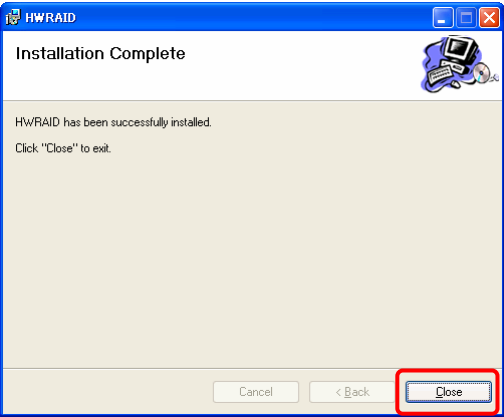 HWRAID
Installation Complete
HWRAID has been successfully installed.
Click "Close" to exit.
Cancel
< Back
Close